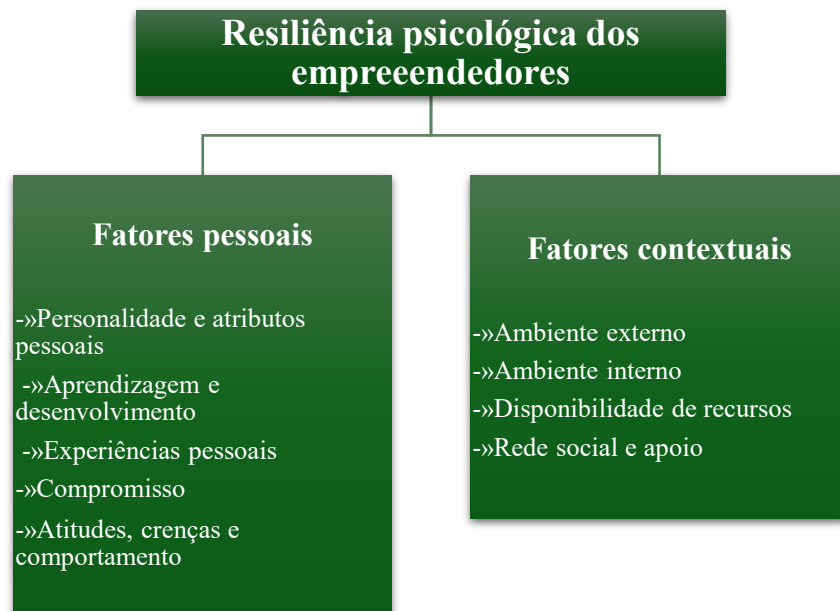 Resiliência psicológica dos
empreeendedores
Fatores pessoais
-»Personalidade e atributos
pessoais
-»Aprendizagem e
desenvolvimento
-»Experiências pessoais
-»Compromisso
-»Atitudes, crenças e
comportamento
Fatores contextuais
-»Ambiente externo
-»Ambiente interno
-»Disponibilidade de recursos
-»Rede social e apoio